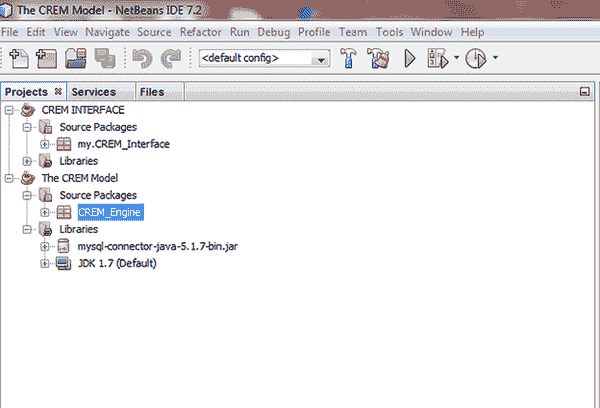 The CREM Model - NetBeans IDE 7.2
File Edit View Navigate Source Refactor Run Debug Profile Team Tools Window Help
<default config>
Projects Services Files
CREM INTERFACE
Source Packages
my.CREM_Interface
Libraries
The CREM Model
Source Packages
CREM_Engine
Libraries
mysql-connector-java-5.1.7-bin.jar
JDK 1.7 (Default)